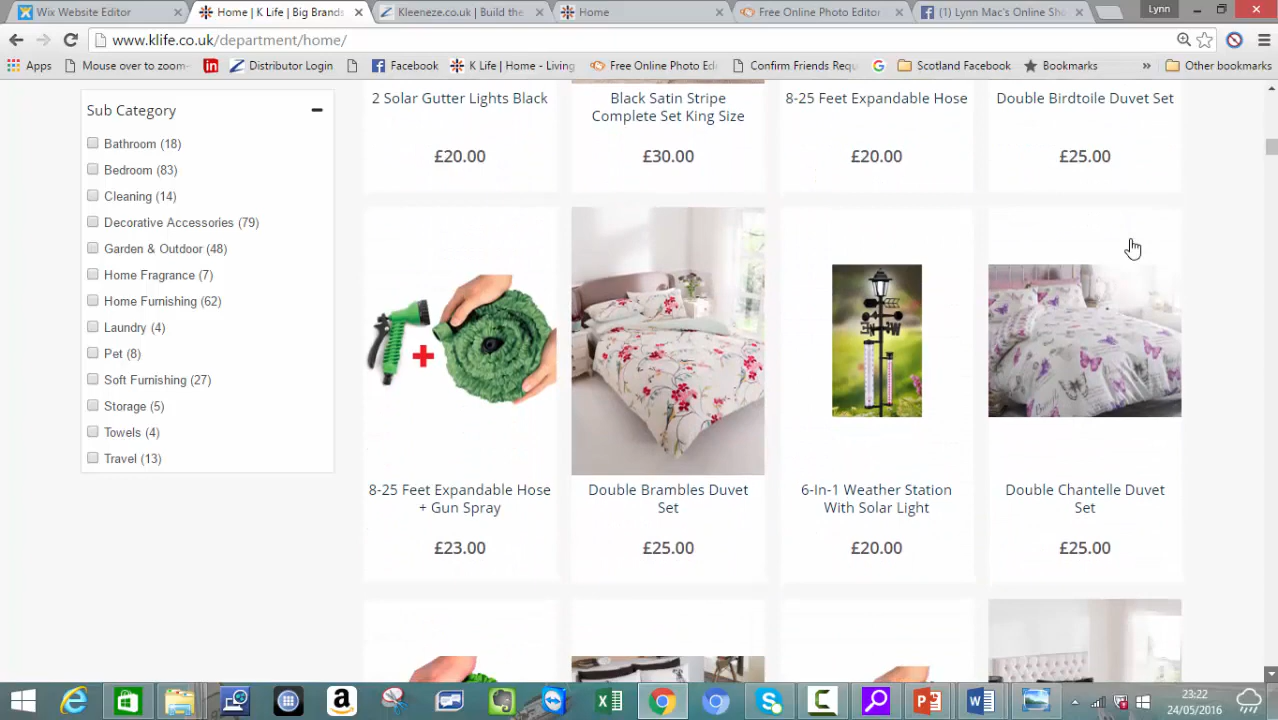 Wix Website Editor
Home | K Life | Big Brands
Kleeneze.co.uk | Build the
Home
Free Online Photo Editor
(1) Lynn Mac's Online Sho
Lynn
www.klife.co.uk/department/home/
Apps
Mouse over to zoom-
Distributor Login
Facebook
K Life | Home - Living
Free Online Photo Edi
Confirm Friends Requ
Scotland Facebook
Bookmarks
Other bookmarks
Sub Category
Bathroom (18)
Bedroom (83)
Cleaning (14)
Decorative Accessories (79)
Garden & Outdoor (48)
Home Fragrance (7)
Home Furnishing (62)
Laundry (4)
Pet (8)
Soft Furnishing (27)
Storage (5)
Towels (4)
Travel (13)
2 Solar Gutter Lights Black
£20.00
Black Satin Stripe
Complete Set King Size
£30.00
8-25 Feet Expandable Hose
£20.00
Double Birdtoile Duvet Set
£25.00
8-25 Feet Expandable Hose
+ Gun Spray
£23.00
Double Brambles Duvet
Set
£25.00
6-In-1 Weather Station
With Solar Light
£20.00
Double Chantelle Duvet
Set
£25.00
23:22
24/05/2016